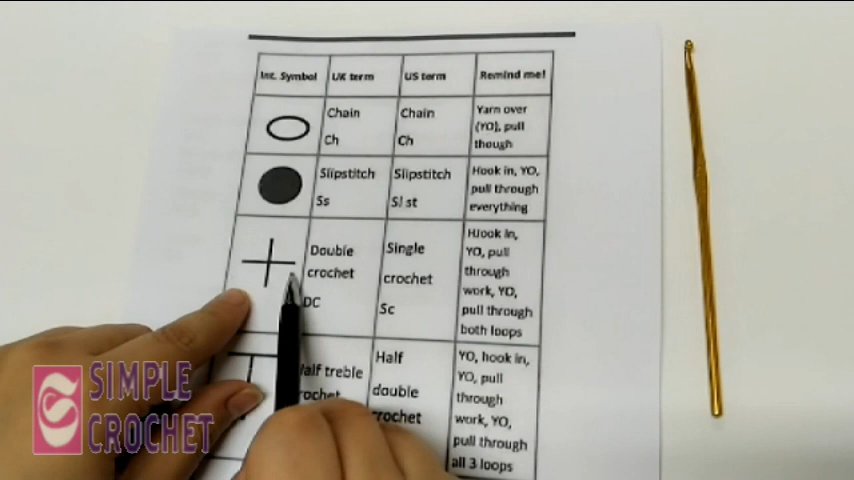 Int. Symbol UK term US term Remind me!
Chain Chain Yarn over
(YO), pull
Ch Ch though
Slipstitch Slipstitch Hook in, YO,
pull through
Ss Sl st everything
Hook in,
Double Single YO, pull
crochet crochet through
work, YO,
DC Sc pull through
both loops
Half treble Half YO, hook in,
YO, pull
double through
crochet work, YO,
pull through
all 3 loops
SIMPLE
CROCHET